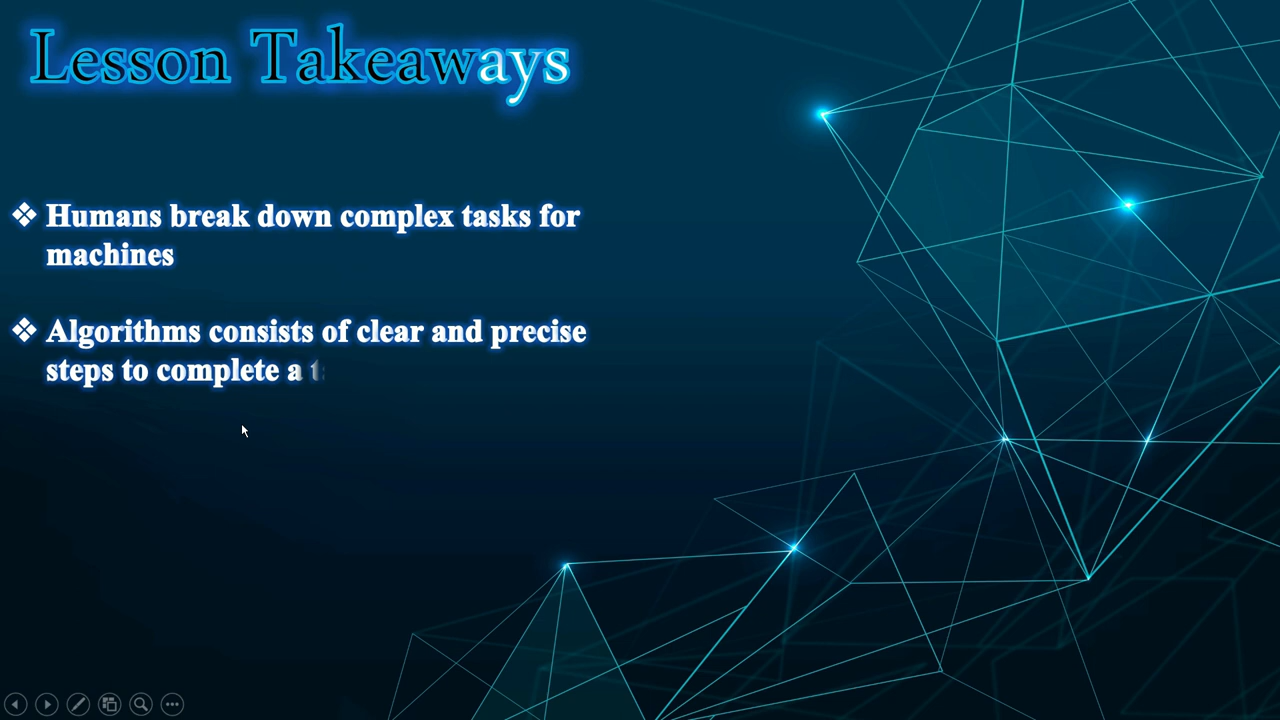 Lesson Takeaways
❖ Humans break down complex tasks for
machines
❖ Algorithms consists of clear and precise
steps to complete a